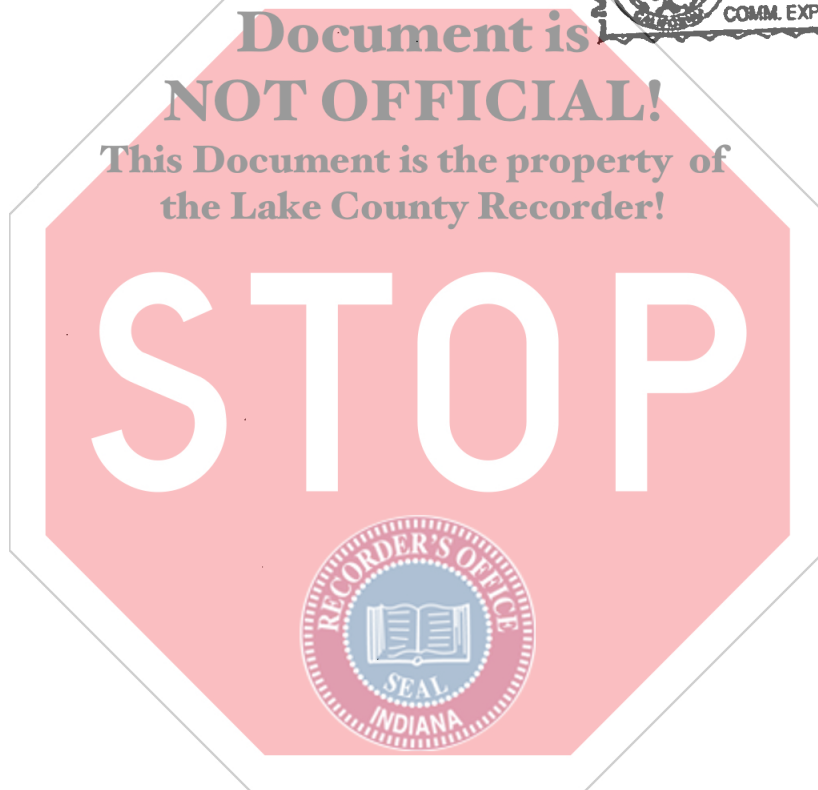 COMM. EXP
Document is
NOT OFFICIAL!
This Document is the property of
the Lake County Recorder!
STOP
RECORDER'S OFFICE
SEAL
INDIANA